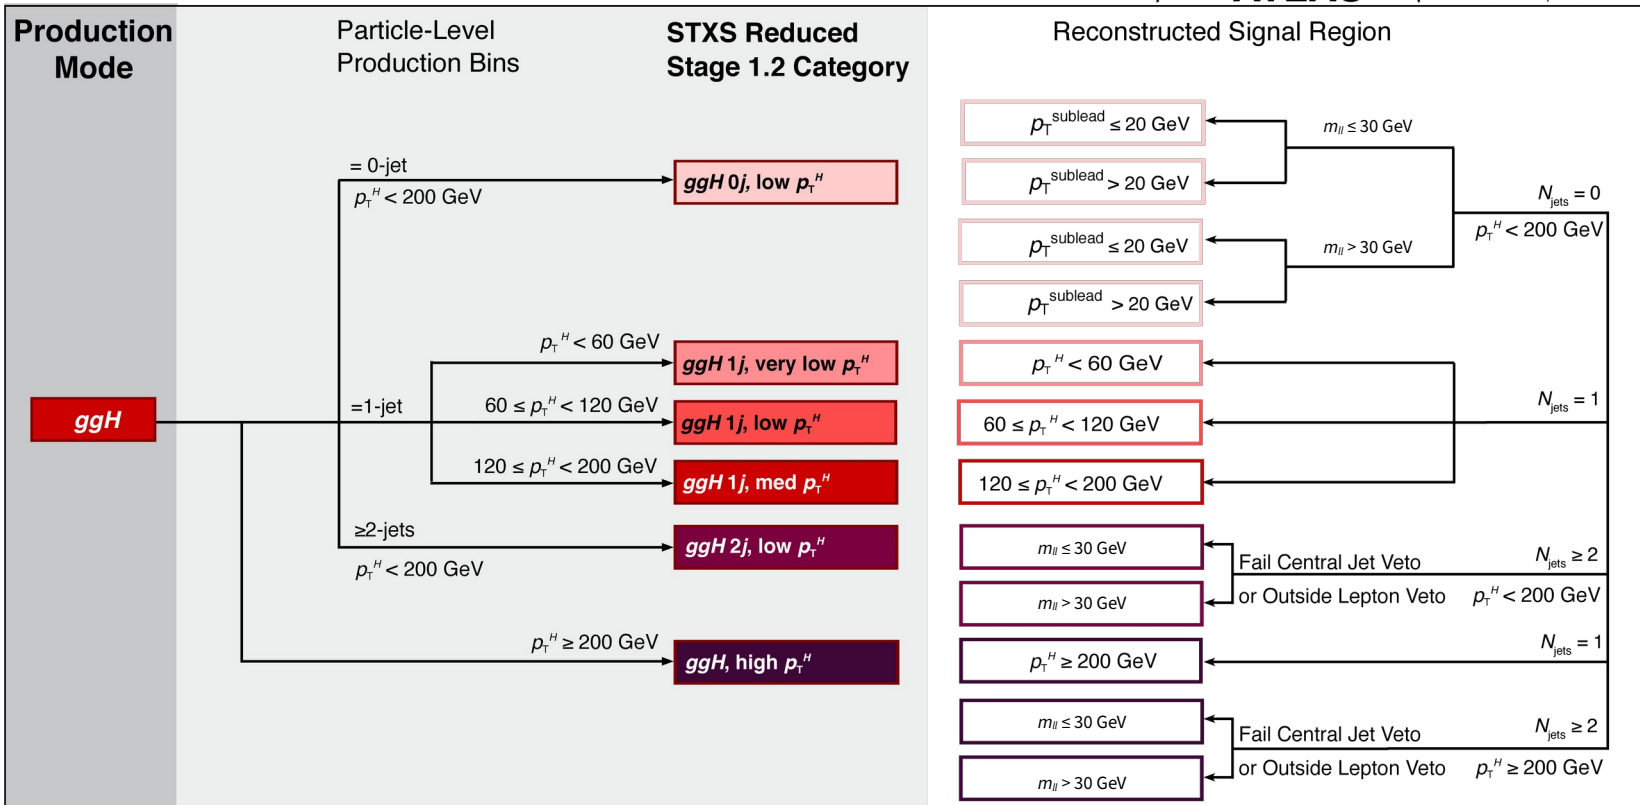 Production
Mode
Particle-Level
Production Bins
STXS Reduced
Stage 1.2 Category
Reconstructed Signal Region
ggH
= 0-jet
p_T^H < 200 GeV
ggH 0j, low p_T^H
p_T^H < 60 GeV
ggH 1j, very low p_T^H
=1-jet
60 ≤ p_T^H < 120 GeV
ggH 1j, low p_T^H
120 ≤ p_T^H < 200 GeV
ggH 1j, med p_T^H
≥2-jets
p_T^H < 200 GeV
ggH 2j, low p_T^H
p_T^H ≥ 200 GeV
ggH, high p_T^H
p_T^sublead ≤ 20 GeV
p_T^sublead > 20 GeV
m_ll ≤ 30 GeV
p_T^sublead ≤ 20 GeV
p_T^sublead > 20 GeV
m_ll > 30 GeV
N_jets = 0
p_T^H < 200 GeV
p_T^H < 60 GeV
60 ≤ p_T^H < 120 GeV
120 ≤ p_T^H < 200 GeV
N_jets = 1
m_ll ≤ 30 GeV
m_ll > 30 GeV
Fail Central Jet Veto
or Outside Lepton Veto
N_jets ≥ 2
p_T^H < 200 GeV
p_T^H ≥ 200 GeV
N_jets = 1
m_ll ≤ 30 GeV
m_ll > 30 GeV
Fail Central Jet Veto
or Outside Lepton Veto
N_jets ≥ 2
p_T^H ≥ 200 GeV